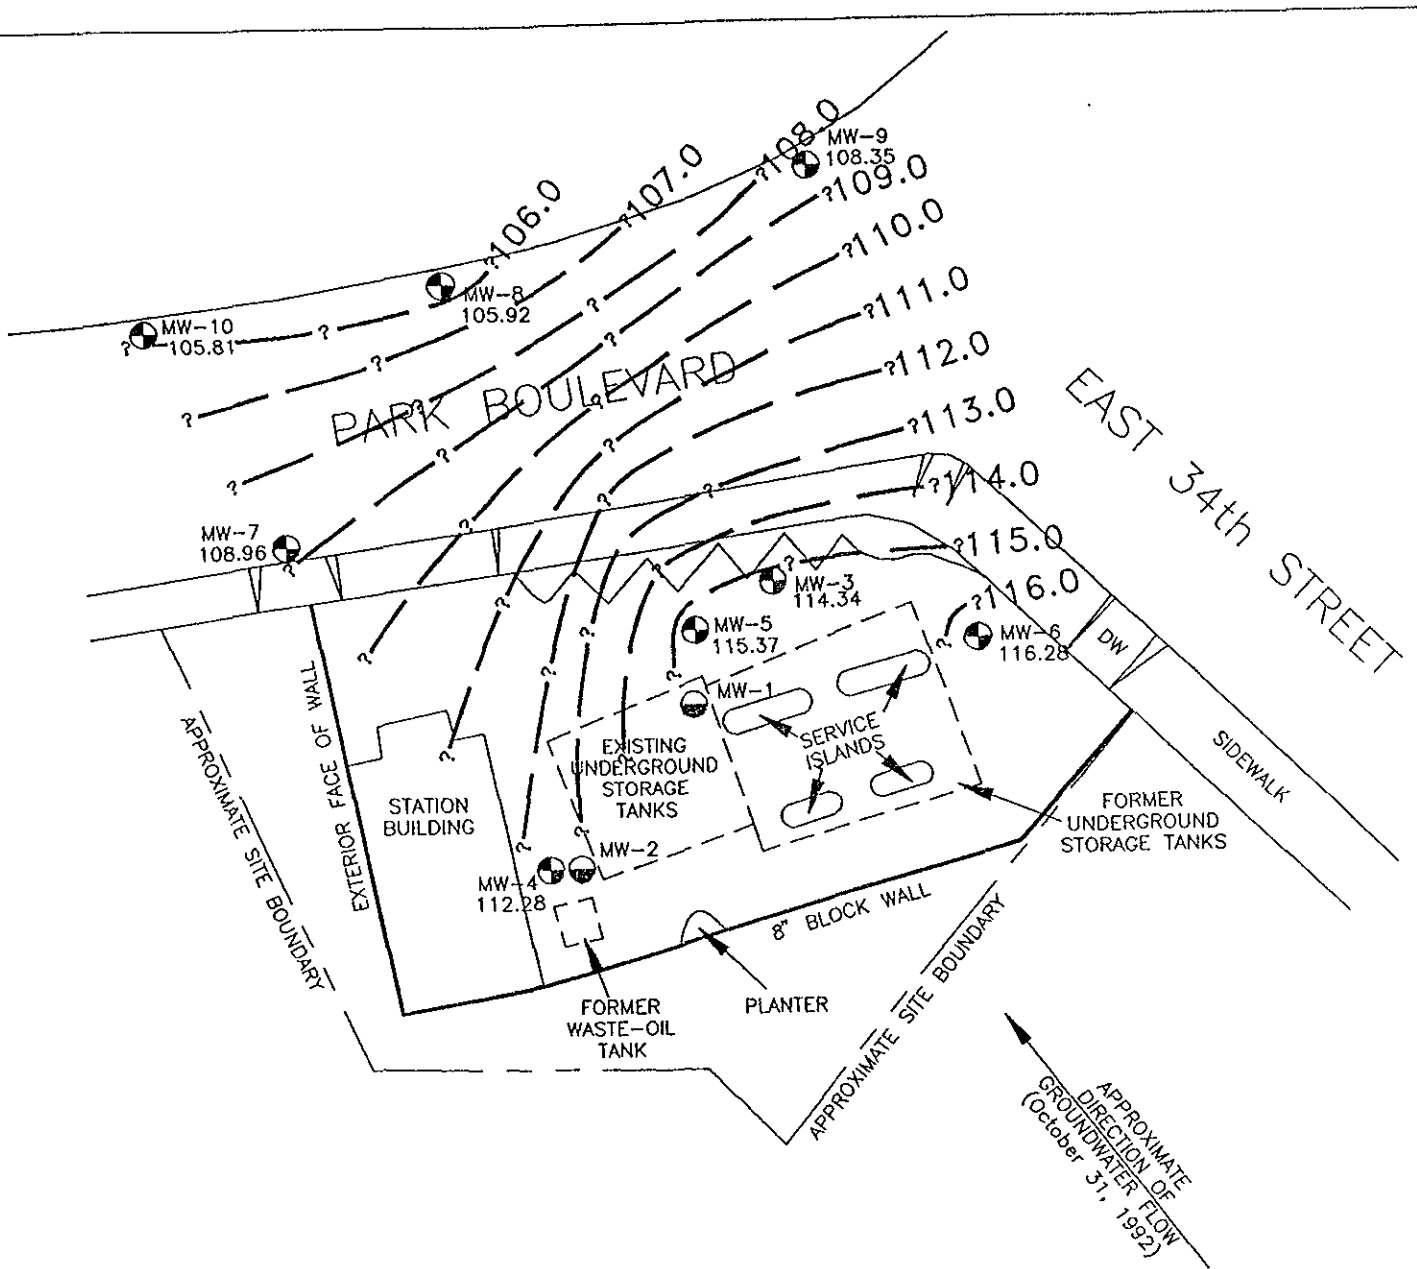 MW-9
108.35
?108.0
?107.0
?109.0
?106.0
?110.0
MW-8
105.92
?111.0
MW-10
105.81
?
?
?
?
?
?112.0
PARK BOULEVARD
?
?
?
?113.0
EAST 34th STREET
?
?
?
?
?
?114.0
MW-7
108.96
?
?
?115.0
?
?
MW-3
114.34
?116.0
?
MW-5
115.37
?
MW-6
116.28
?
DW
?
?
?
MW-1
EXTERIOR FACE OF WALL
APPROXIMATE SITE BOUNDARY
?
?
EXISTING
UNDERGROUND
STORAGE
TANKS
SERVICE
ISLANDS
SIDEWALK
STATION
BUILDING
FORMER
UNDERGROUND
STORAGE TANKS
?
?
MW-2
MW-4
112.28
8" BLOCK WALL
PLANTER
FORMER
WASTE-OIL
TANK
APPROXIMATE SITE BOUNDARY
APPROXIMATE
DIRECTION OF
GROUNDWATER FLOW
(October 31, 1992)